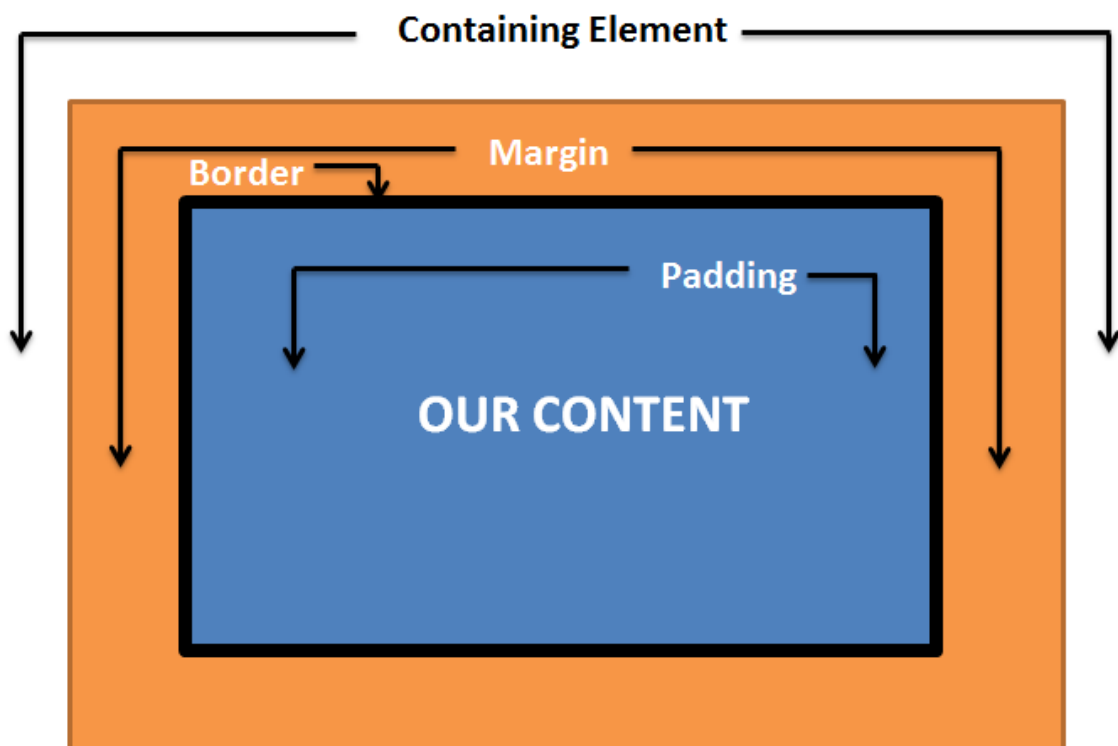 Containing Element
Margin
Border
Padding
OUR CONTENT